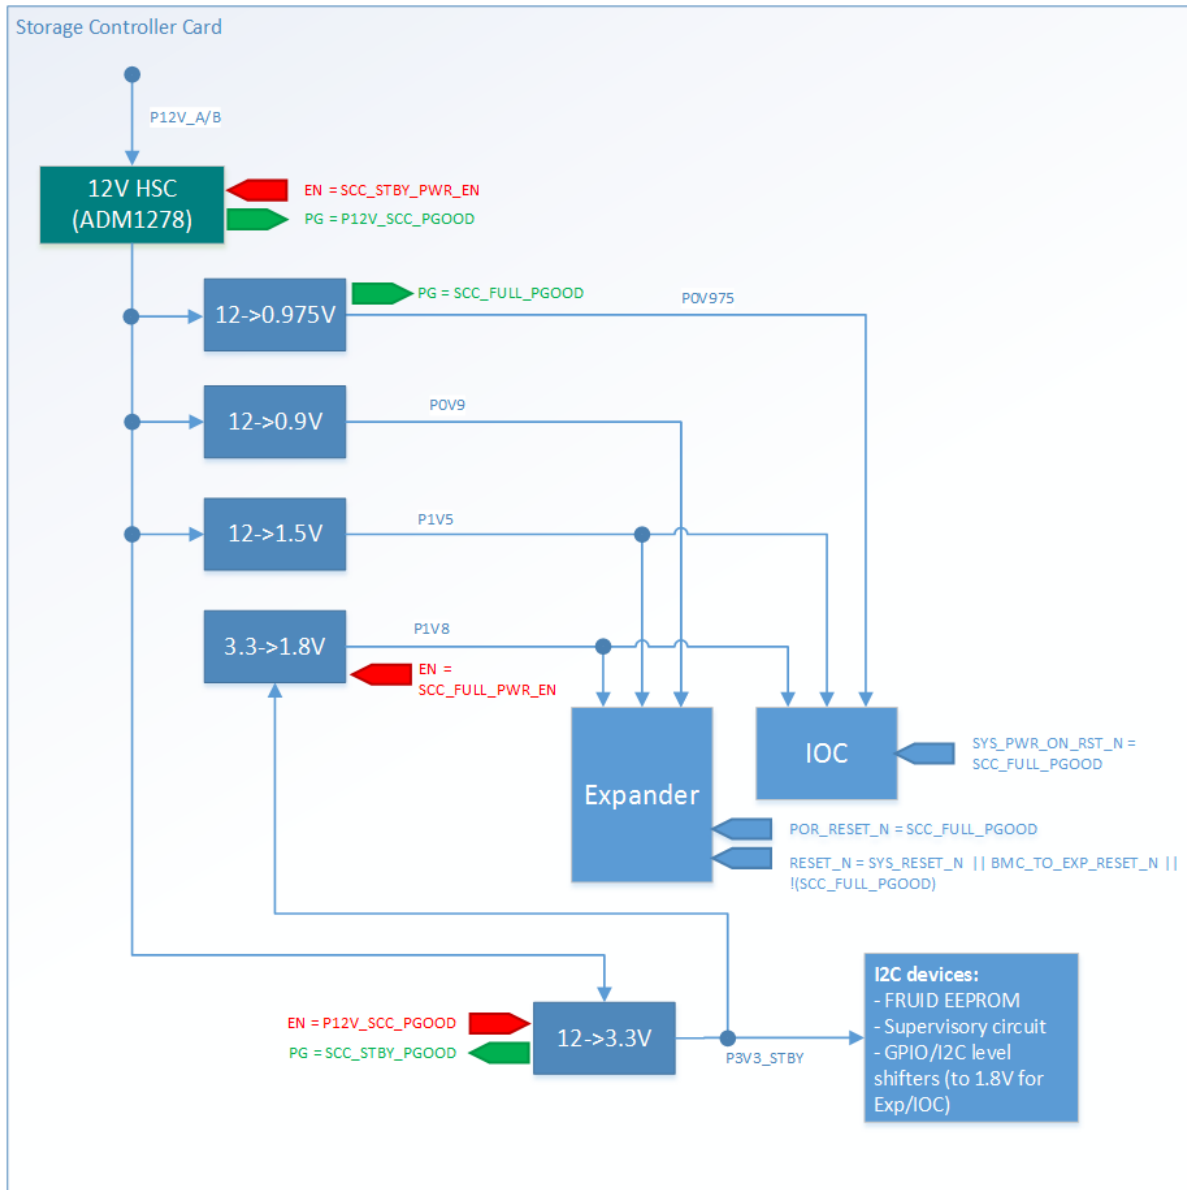 Storage Controller Card
P12V_A/B
12V HSC
(ADM1278)
EN = SCC_STBY_PWR_EN
PG = P12V_SCC_PGOOD
12->0.975V
PG = SCC_FULL_PGOOD
P0V975
12->0.9V
P0V9
12->1.5V
P1V5
3.3->1.8V
P1V8
EN =
SCC_FULL_PWR_EN
Expander
IOC
SYS_PWR_ON_RST_N =
SCC_FULL_PGOOD
POR_RESET_N = SCC_FULL_PGOOD
RESET_N = SYS_RESET_N || BMC_TO_EXP_RESET_N ||
!(SCC_FULL_PGOOD)
EN = P12V_SCC_PGOOD
PG = SCC_STBY_PGOOD
12->3.3V
P3V3_STBY
I2C devices:
- FRUID EEPROM
- Supervisory circuit
- GPIO/I2C level
shifters (to 1.8V for
Exp/IOC)